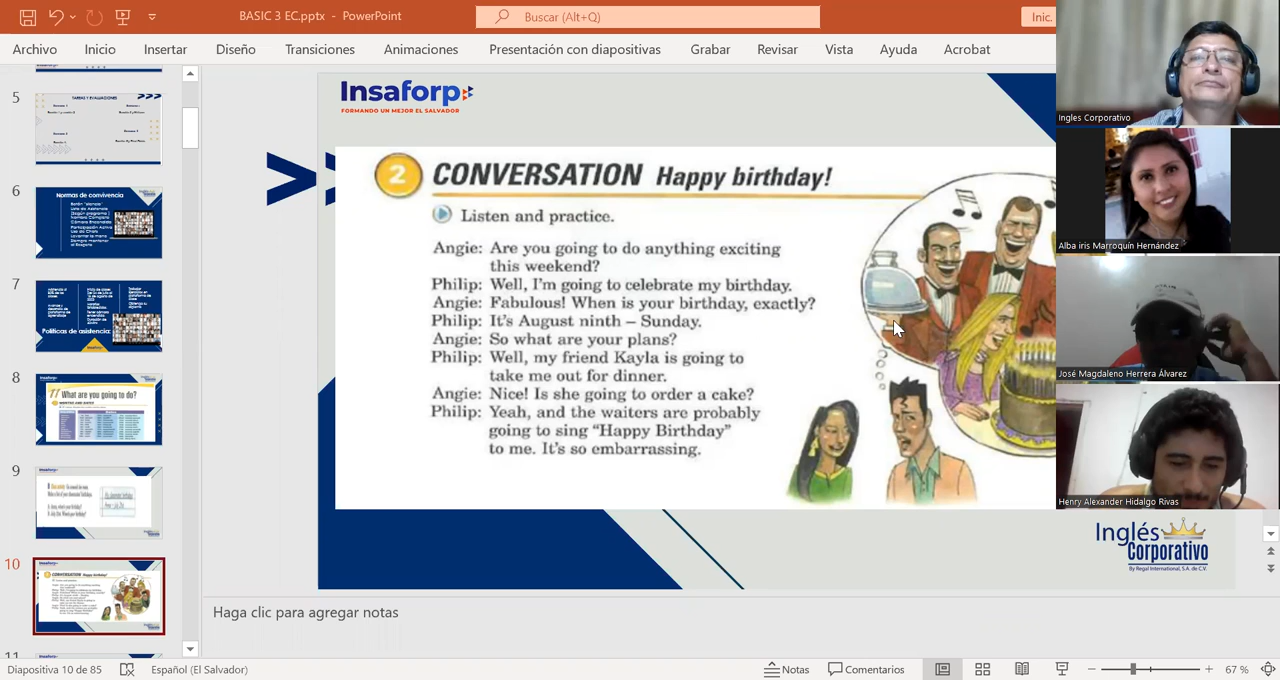 BASIC 3 EC.pptx - PowerPoint
Buscar (Alt+Q)
Inic.
Archivo
Inicio
Insertar
Diseño
Transiciones
Animaciones
Presentación con diapositivas
Grabar
Revisar
Vista
Ayuda
Acrobat
5
TAREAS Y EVALUACIONES
6
Normas de convivencia
7
Políticas de asistencia:
8
11 What are you going to do?
9
10
11
Insaforp
FORMANDO UN MEJOR EL SALVADOR
2 CONVERSATION Happy birthday!
Listen and practice.
Angie: Are you going to do anything exciting
this weekend?
Philip: Well, I'm going to celebrate my birthday.
Angie: Fabulous! When is your birthday, exactly?
Philip: It's August ninth – Sunday.
Angie: So what are your plans?
Philip: Well, my friend Kayla is going to
take me out for dinner.
Angie: Nice! Is she going to order a cake?
Philip: Yeah, and the waiters are probably
going to sing “Happy Birthday”
to me. It's so embarrassing.
Inglés
Corporativo
By Regal International, S.A. de C.V.
Ingles Corporativo
Alba iris Marroquín Hernández
José Magdaleno Herrera Álvarez
Henry Alexander Hidalgo Rivas
Haga clic para agregar notas
Diapositiva 10 de 85
Español (El Salvador)
Notas
Comentarios
67 %